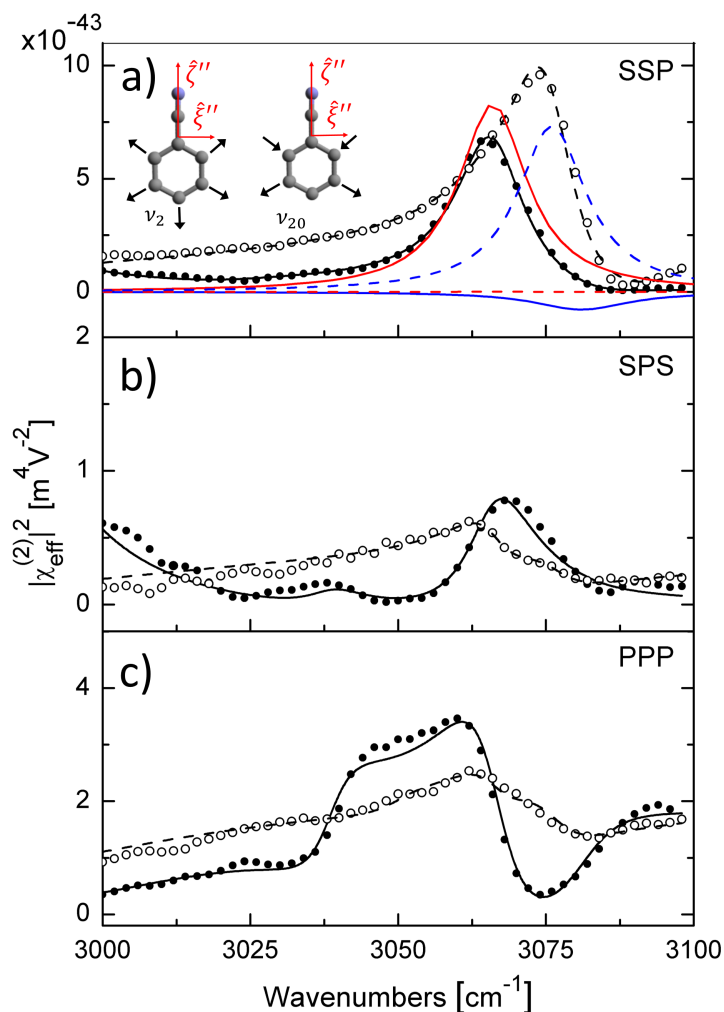 x10⁻⁴³
10
a)
SSP
ζ̂'' ζ̂''
ξ̂'' ξ̂''
5
ν₂ ν₂₀
0
2
b)
SPS
1
|χ_eff^(2)|² [m⁴V⁻²]
0
c)
PPP
4
2
0
3000 3025 3050 3075 3100
Wavenumbers [cm⁻¹]